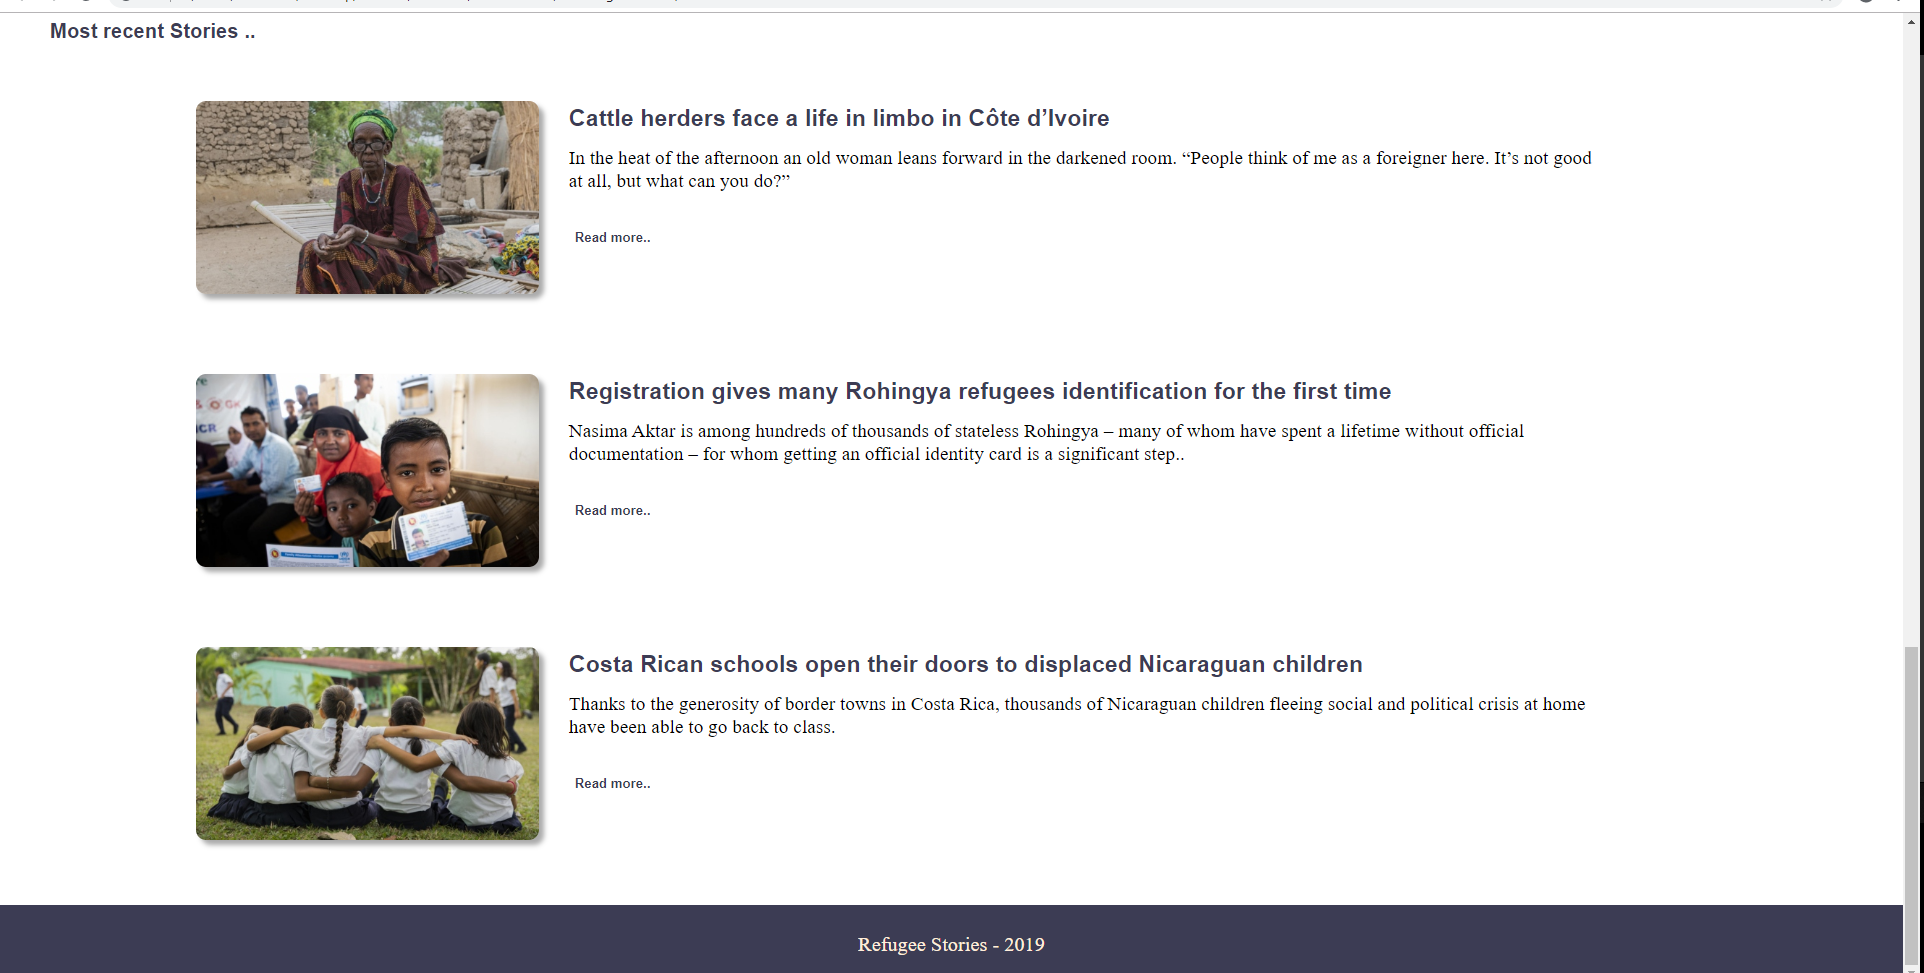 Most recent Stories ..
Cattle herders face a life in limbo in Côte d’Ivoire
In the heat of the afternoon an old woman leans forward in the darkened room. “People think of me as a foreigner here. It’s not good
at all, but what can you do?”
Read more..
Registration gives many Rohingya refugees identification for the first time
Nasima Aktar is among hundreds of thousands of stateless Rohingya – many of whom have spent a lifetime without official
documentation – for whom getting an official identity card is a significant step..
Read more..
Costa Rican schools open their doors to displaced Nicaraguan children
Thanks to the generosity of border towns in Costa Rica, thousands of Nicaraguan children fleeing social and political crisis at home
have been able to go back to class.
Read more..
Refugee Stories - 2019